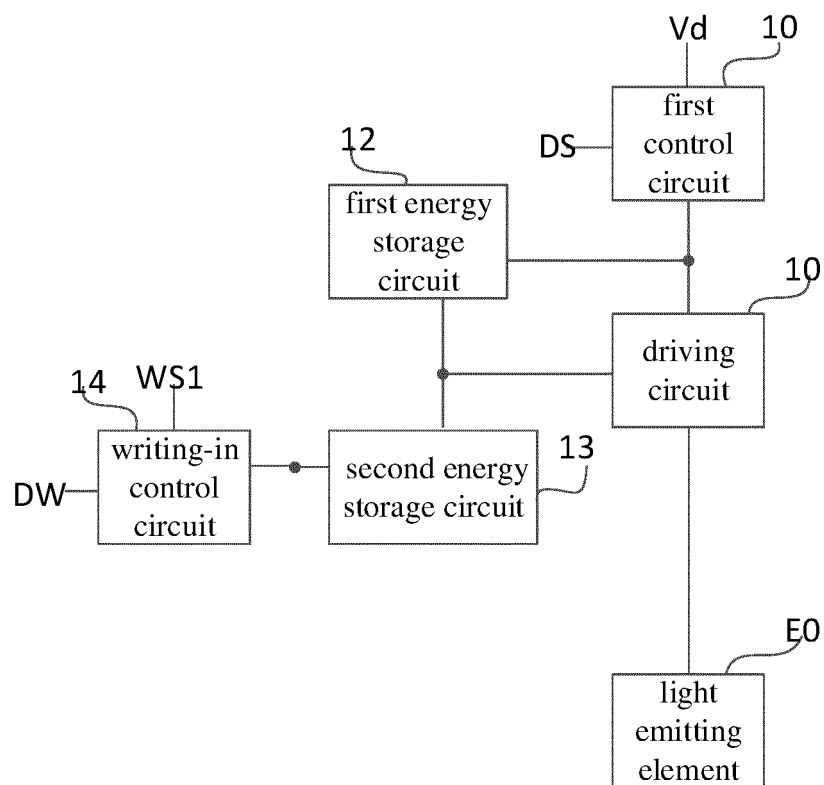 Vd
10
first
control
circuit
DS
12
first energy
storage
circuit
10
driving
circuit
14
WS1
writing-in
control
circuit
DW
second energy
storage circuit
13
E0
light
emitting
element